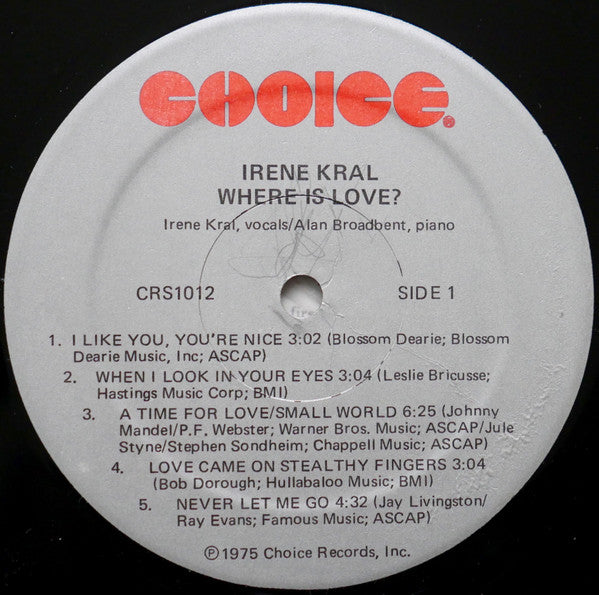 CHOICE®
IRENE KRAL
WHERE IS LOVE?
Irene Kral, vocals/Alan Broadbent, piano
CRS1012 SIDE 1
1. I LIKE YOU, YOU'RE NICE 3:02 (Blossom Dearie; Blossom
Dearie Music, Inc; ASCAP)
2. WHEN I LOOK IN YOUR EYES 3:04 (Leslie Bricusse;
Hastings Music Corp; BMI)
3. A TIME FOR LOVE/SMALL WORLD 6:25 (Johnny
Mandel/P.F. Webster; Warner Bros. Music; ASCAP/Jule
Styne/Stephen Sondheim; Chappell Music; ASCAP)
4. LOVE CAME ON STEALTHY FINGERS 3:04
(Bob Dorough; Hullabaloo Music; BMI)
5. NEVER LET ME GO 4:32 (Jay Livingston/
Ray Evans; Famous Music; ASCAP)
℗1975 Choice Records, Inc.